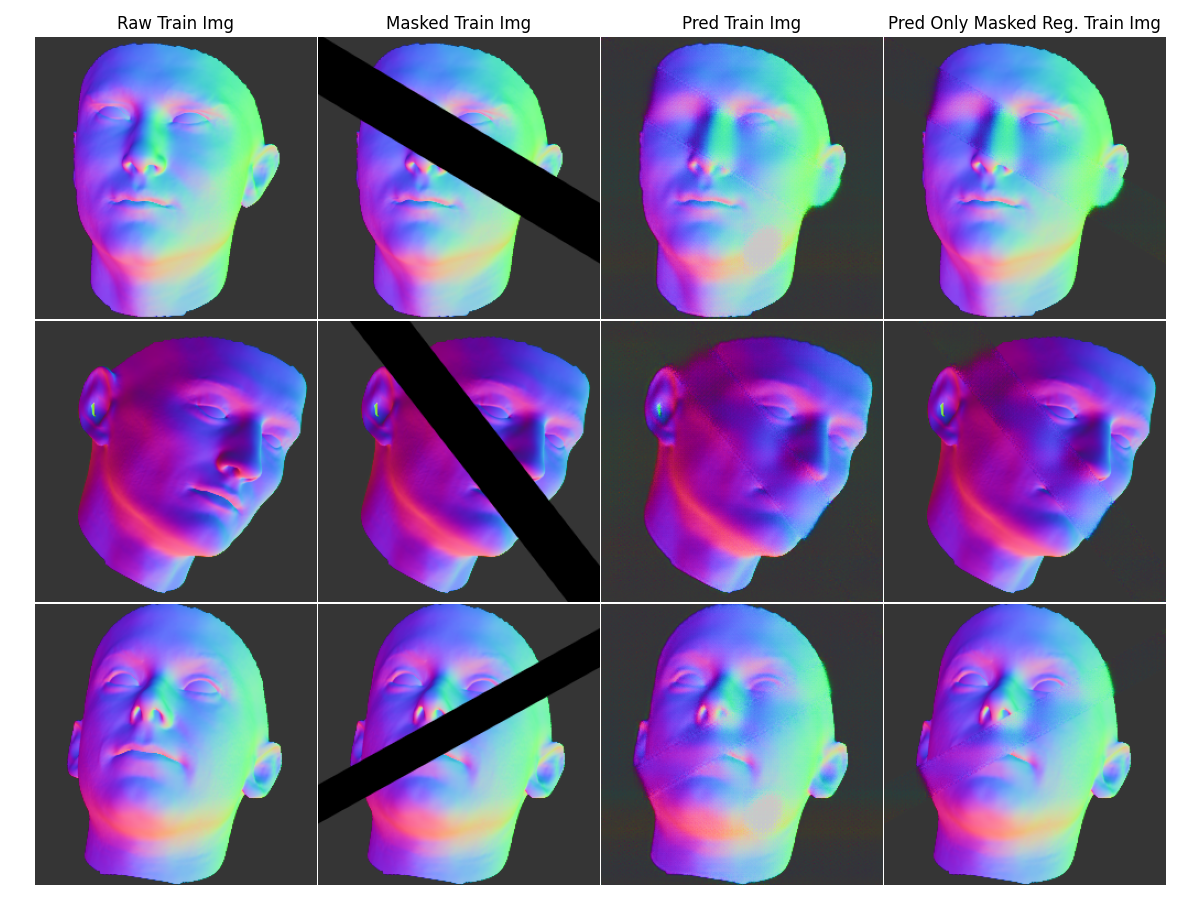 Raw Train Img
Masked Train Img
Pred Train Img
Pred Only Masked Reg. Train Img